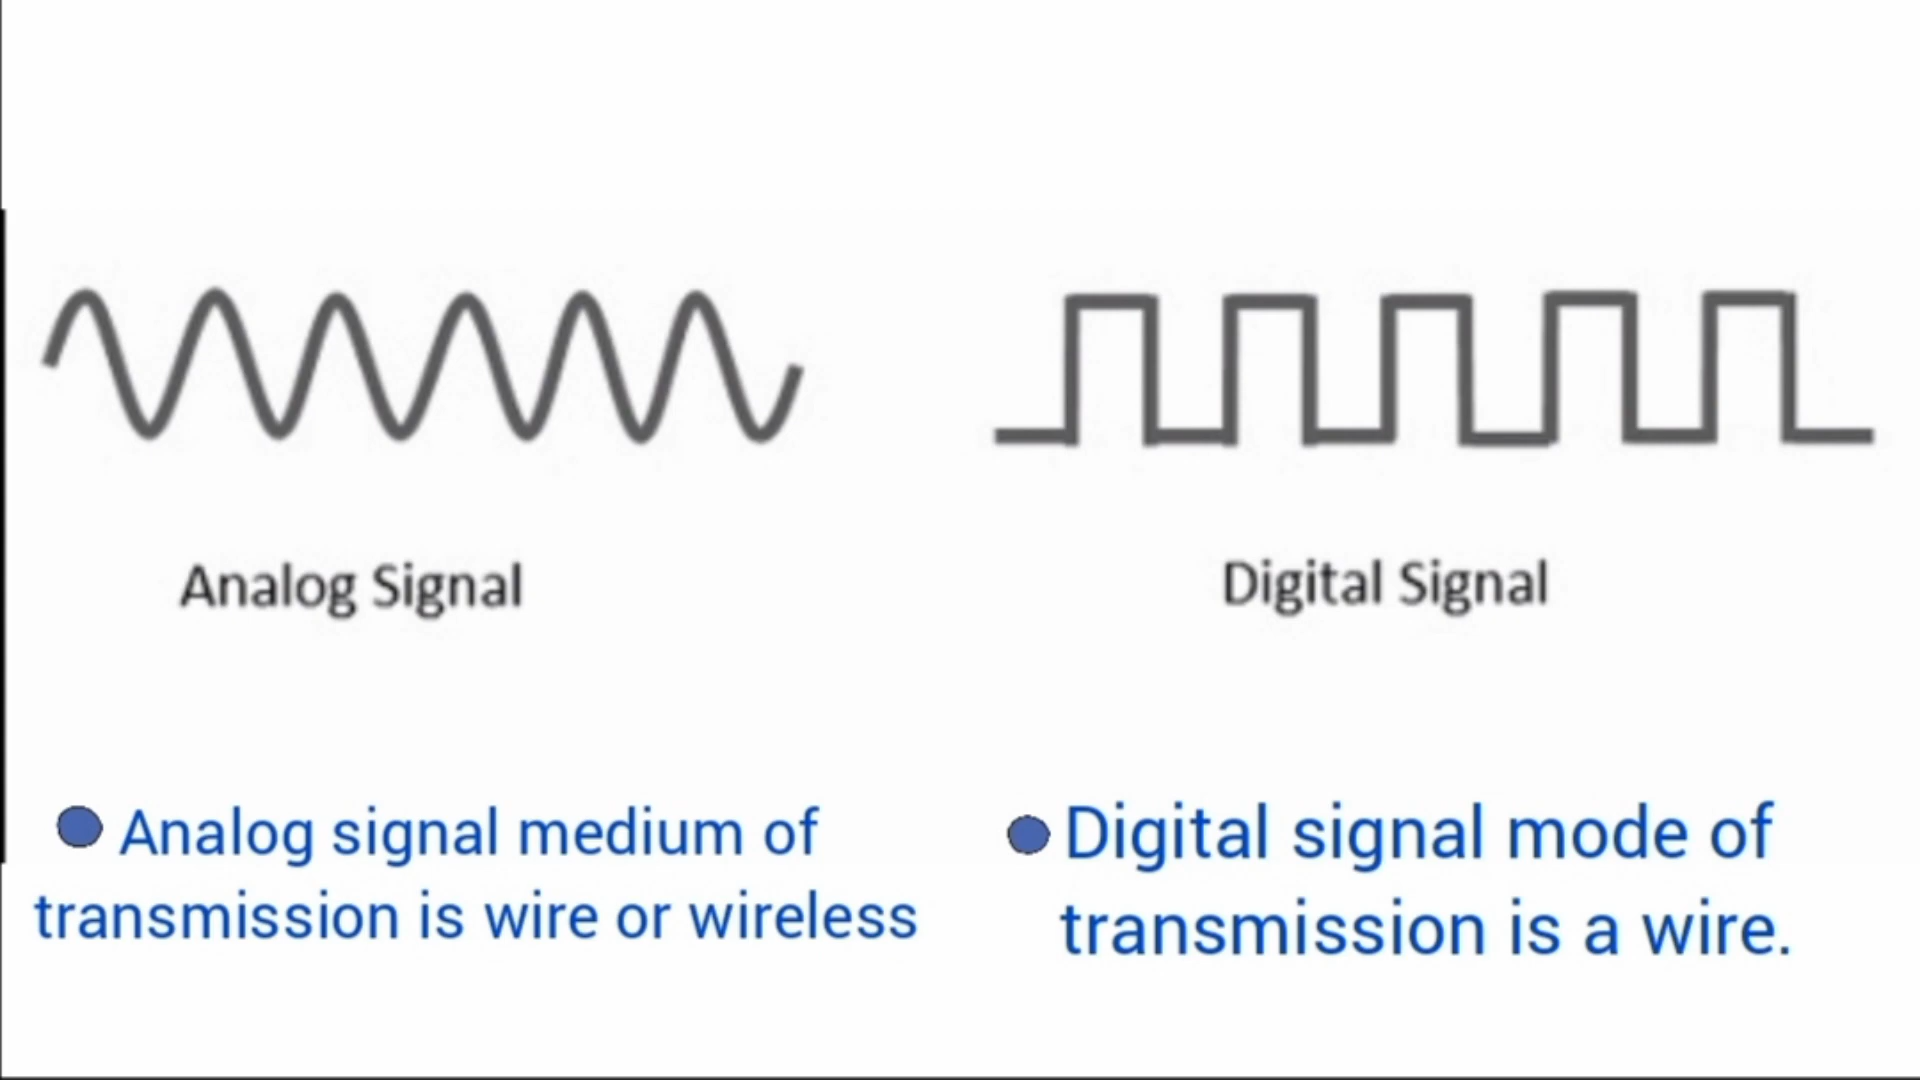 Analog Signal
Digital Signal
Analog signal medium of
transmission is wire or wireless
Digital signal mode of
transmission is a wire.